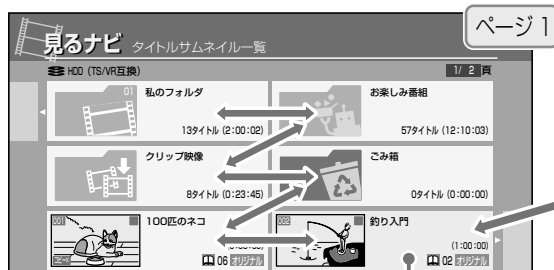 ページ1
見るナビ タイトルサムネイル一覧
HDD (TS/VR互換)
1/ 2 頁
01 私のフォルダ
13タイトル (2:00:02)
お楽しみ番組
57タイトル (12:10:03)
クリップ映像
8タイトル (0:23:45)
ごみ箱
0タイトル (0:00:00)
001 100匹のネコ
コピー×
06 オリジナル
002 釣り入門
(1:00:00)
02 オリジナル